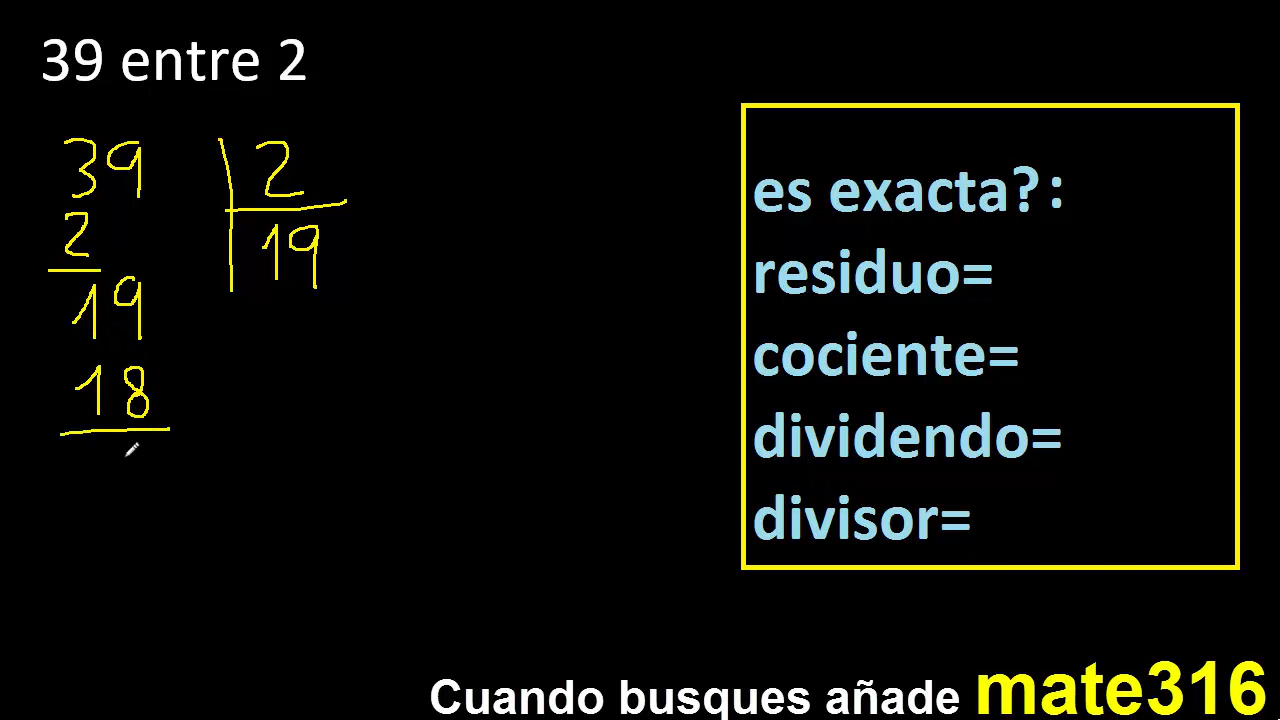 39 entre 2
39 2
2 19
19
18
es exacta?:
residuo=
cociente=
dividendo=
divisor=
Cuando busques añade mate316